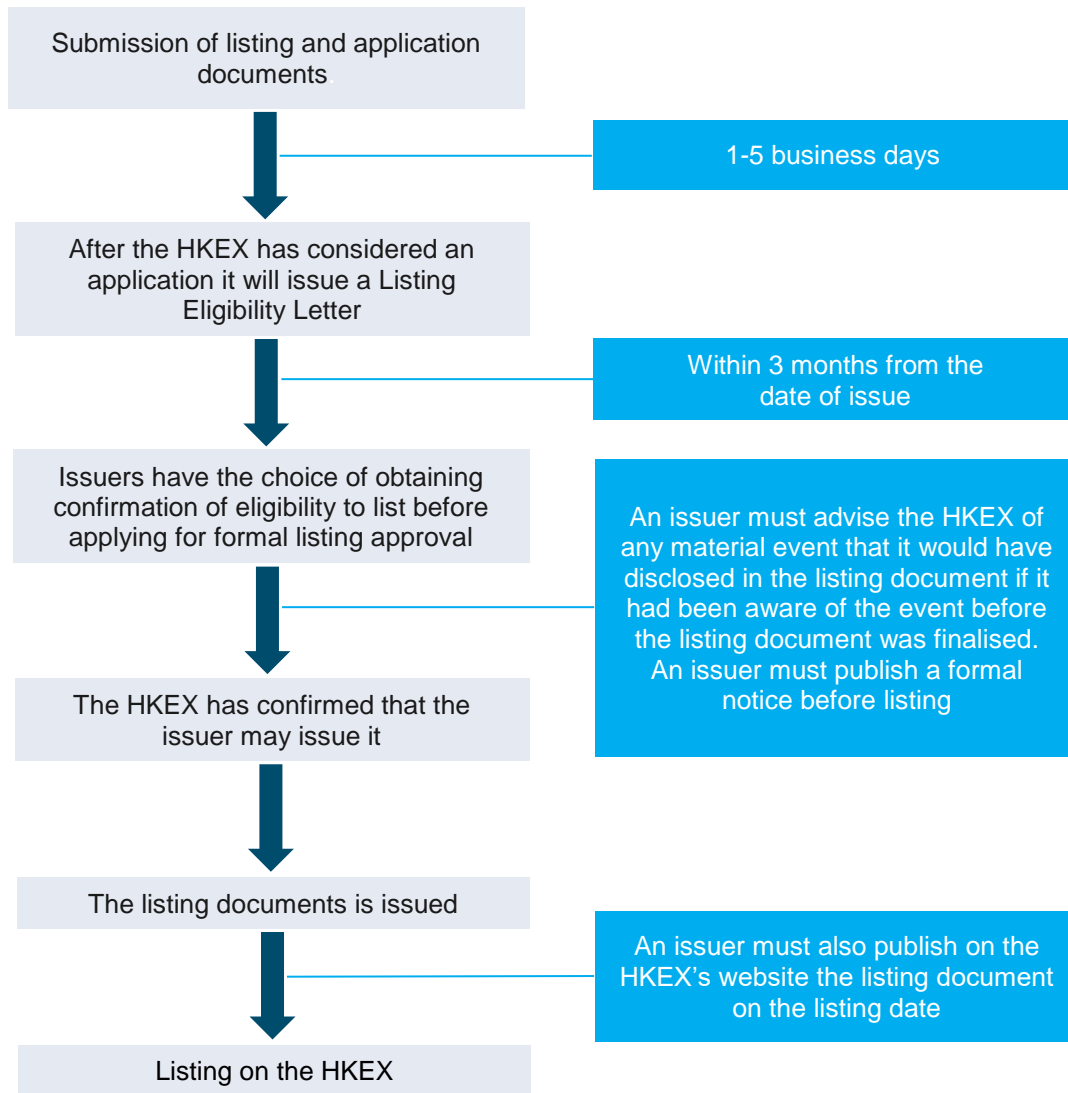 Submission of listing and application
documents.
1-5 business days
After the HKEX has considered an
application it will issue a Listing
Eligibility Letter
Within 3 months from the
date of issue
Issuers have the choice of obtaining
confirmation of eligibility to list before
applying for formal listing approval
An issuer must advise the HKEX of
any material event that it would have
disclosed in the listing document if it
had been aware of the event before
the listing document was finalised.
An issuer must publish a formal
notice before listing
The HKEX has confirmed that the
issuer may issue it
The listing documents is issued
An issuer must also publish on the
HKEX’s website the listing document
on the listing date
Listing on the HKEX